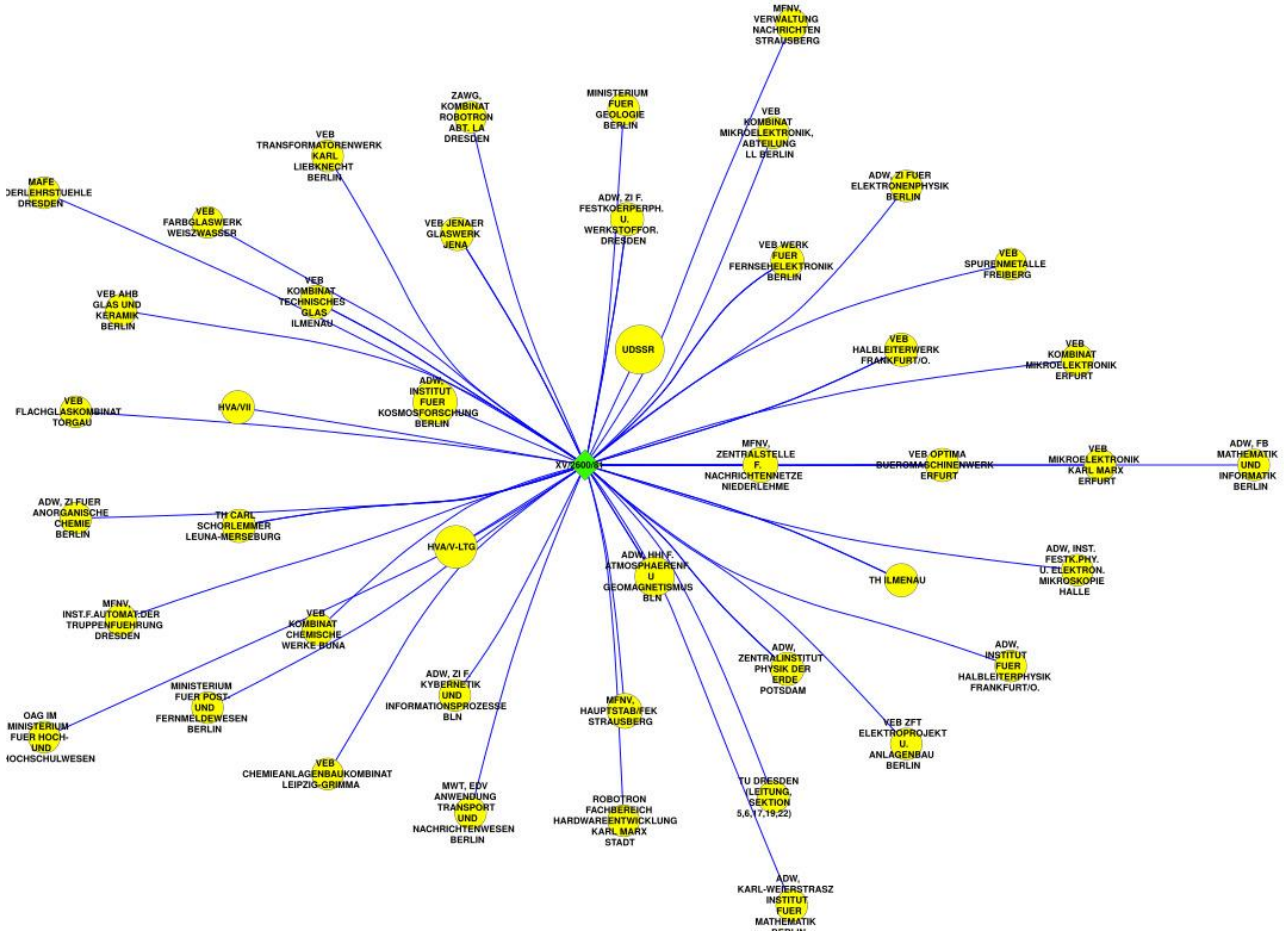 MFNV,
VERWALTUNG
NACHRICHTEN
STRAUSBERG
ZAWG,
KOMBINAT
ROBOTRON
ABT. LA
DRESDEN
MINISTERIUM
FUER
GEOLOGIE
BERLIN
VEB
KOMBINAT
MIKROELEKTRONIK,
ABTEILUNG
LL BERLIN
VEB
TRANSFORMATORENWERK
KARL
LIEBKNECHT
BERLIN
MAFE
DERLEHRSTUEHLE
DRESDEN
VEB
FARBGLASWERK
WEISZWASSER
VEB JENAER
GLASWERK
JENA
ADW, ZI F.
FESTKOERPERPH.
U.
WERKSTOFFOR.
DRESDEN
ADW, ZI FUER
ELEKTRONENPHYSIK
BERLIN
VEB WERK
FUER
FERNSEHELEKTRONIK
BERLIN
VEB
SPURENMETALLE
FREIBERG
VEB AHB
GLAS UND
KERAMIK
BERLIN
VEB
KOMBINAT
TECHNISCHES
GLAS
ILMENAU
UDSSR
VEB
HALBLEITERWERK
FRANKFURT/O.
VEB
KOMBINAT
MIKROELEKTRONIK
ERFURT
VEB
FLACHGLASKOMBINAT
TORGAU
HVA/VII
ADW,
INSTITUT
FUER
KOSMOSFORSCHUNG
BERLIN
XV/2600/81
MFNV,
ZENTRALSTELLE
F.
NACHRICHTENNETZE
NIEDERLEHME
VEB OPTIMA
BUEROMASCHINENWERK
ERFURT
VEB
MIKROELEKTRONIK
KARL MARX
ERFURT
ADW, FB
MATHEMATIK
UND
INFORMATIK
BERLIN
ADW, ZI FUER
ANORGANISCHE
CHEMIE
BERLIN
TH CARL
SCHORLEMMER
LEUNA-MERSEBURG
HVA/V-LTG
ADW, HHI F.
ATMOSPHAERENF.
U
GEOMAGNETISMUS
BLN
TH ILMENAU
ADW, INST.
FESTK.PHY.
U. ELEKTRON.
MIKROSKOPIE
HALLE
MFNV,
INST.F.AUTOMAT.DER
TRUPPENFUEHRUNG
DRESDEN
VEB
KOMBINAT
CHEMISCHE
WERKE BUNA
ADW,
ZENTRALINSTITUT
PHYSIK DER
ERDE
POTSDAM
ADW,
INSTITUT
FUER
HALBLEITERPHYSIK
FRANKFURT/O.
OAG IM
MINISTERIUM
FUER HOCH-
UND
HOCHSCHULWESEN
MINISTERIUM
FUER POST-
UND
FERNMELDEWESEN
BERLIN
ADW, ZI F.
KYBERNETIK
UND
INFORMATIONSPROZESSE
BLN
MFNV,
HAUPTSTAB/FEK
STRAUSBERG
VEB ZFT
ELEKTROPROJEKT
U.
ANLAGENBAU
BERLIN
VEB
CHEMIEANLAGENBAUKOMBINAT
LEIPZIG-GRIMMA
MWT, EDV
ANWENDUNG
TRANSPORT
UND
NACHRICHTENWESEN
BERLIN
ROBOTRON
FACHBEREICH
HARDWAREENTWICKLUNG
KARL MARX
STADT
TU DRESDEN
(LEITUNG,
SEKTION
5,6,17,19,22)
ADW,
KARL-WEIERSTRASZ
INSTITUT
FUER
MATHEMATIK
BERLIN